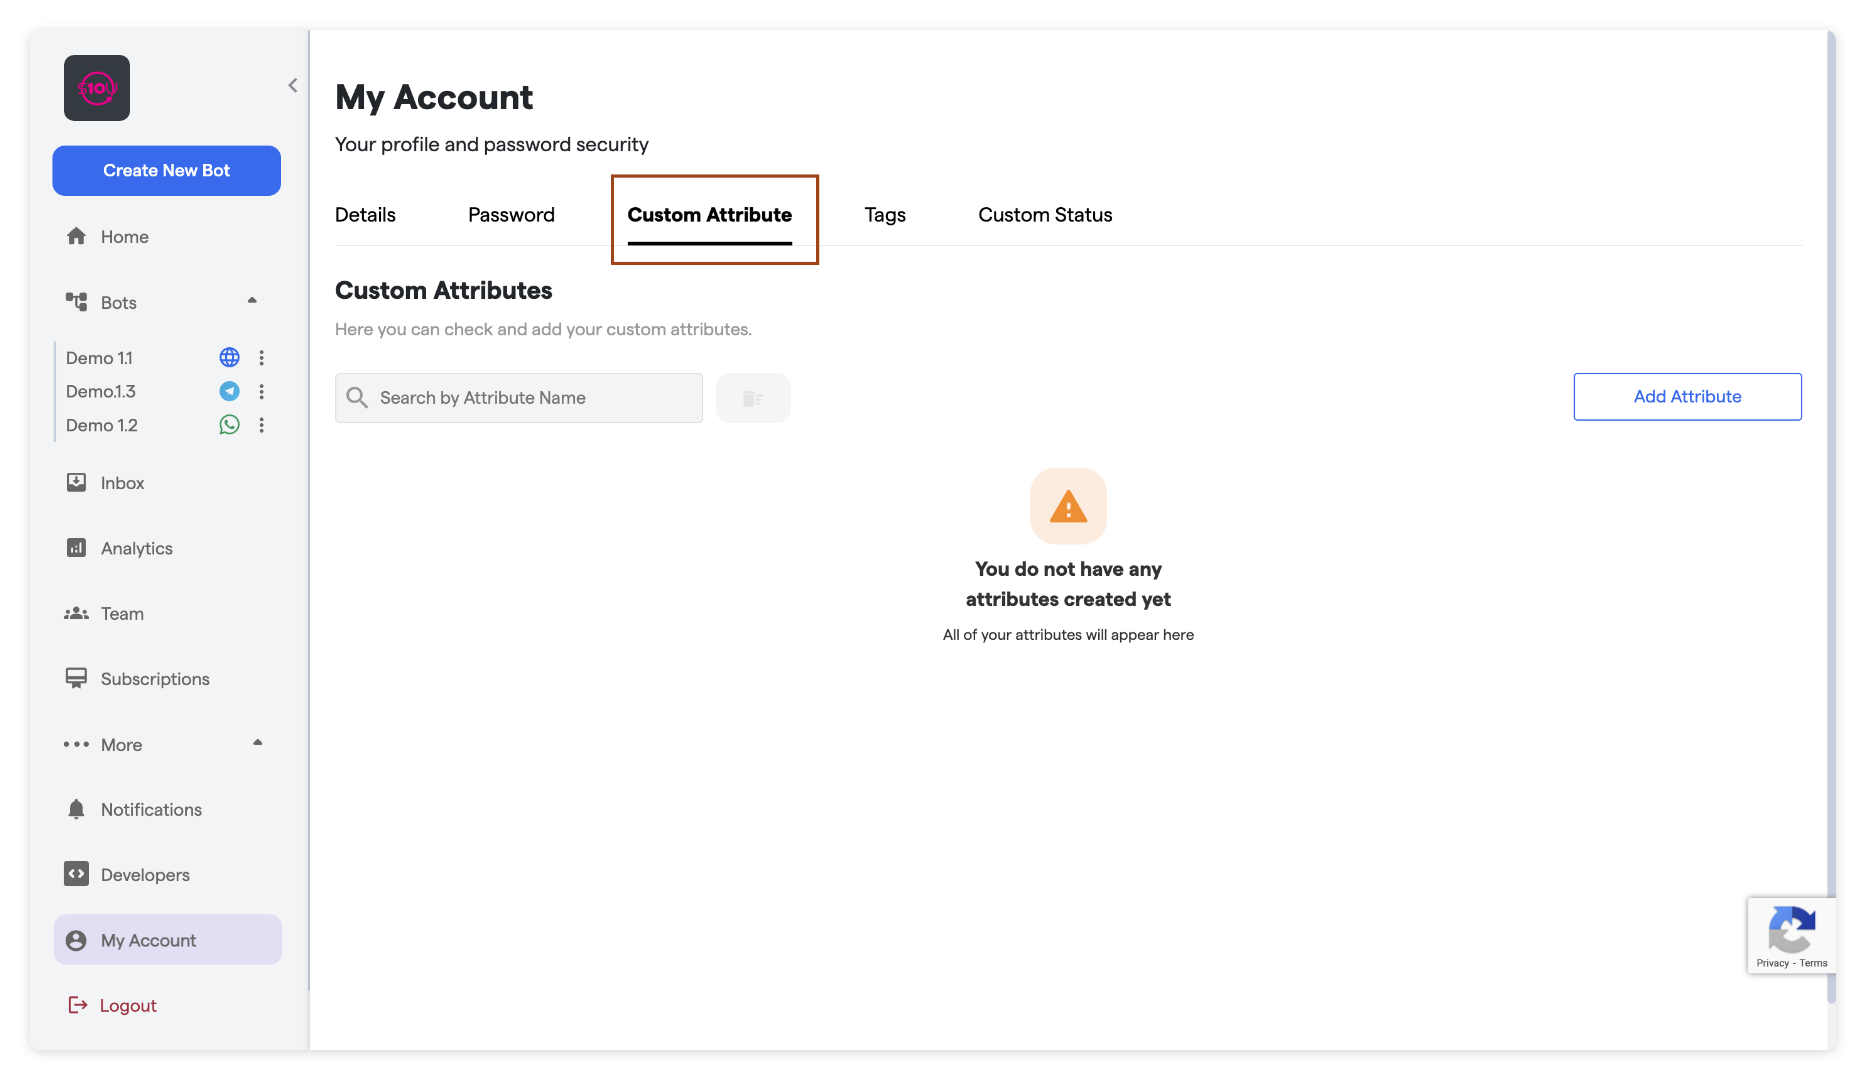 $10U
Create New Bot
Home
Bots
Demo 1.1
Demo.1.3
Demo 1.2
Inbox
Analytics
Team
Subscriptions
More
Notifications
Developers
My Account
Logout
My Account
Your profile and password security
Details
Password
Custom Attribute
Tags
Custom Status
Custom Attributes
Here you can check and add your custom attributes.
Search by Attribute Name
Add Attribute
You do not have any
attributes created yet
All of your attributes will appear here
Privacy - Terms